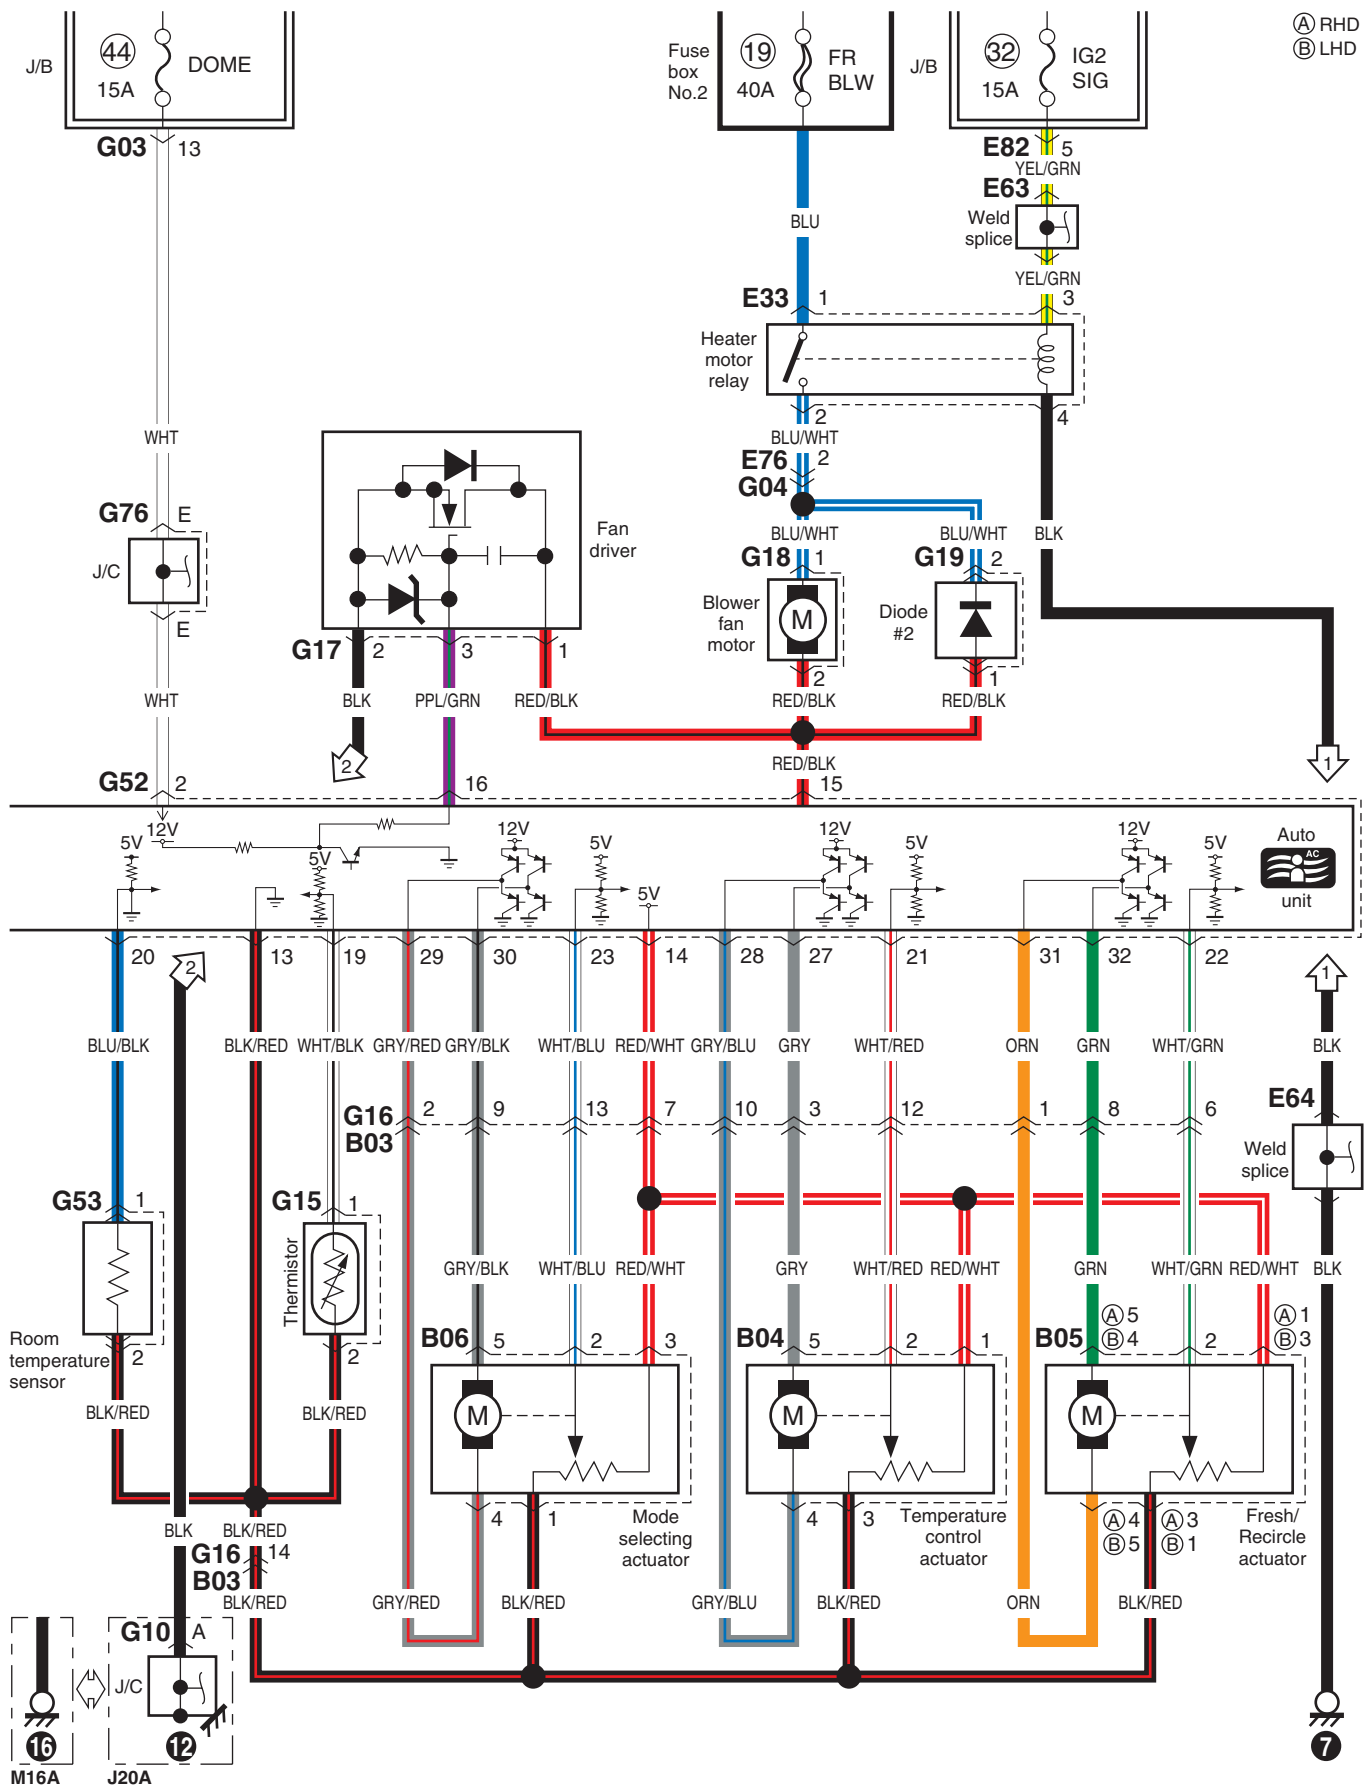 A RHD
B LHD
J/B
44
15A
DOME
Fuse
box
No.2
19
40A
FR
BLW
J/B
32
15A
IG2
SIG
G03 13
E82 5
YEL/GRN
E63
Weld
splice
BLU
YEL/GRN
E33 1
3
Heater
motor
relay
2
4
WHT
BLU/WHT
E76 2
G04
G76 E
J/C
E
Fan
driver
BLU/WHT
BLU/WHT
BLK
G18 1
G19 2
Blower
fan
motor
M
Diode
#2
G17 2
3
1
2
1
WHT
BLK
PPL/GRN
RED/BLK
RED/BLK
RED/BLK
2
RED/BLK
1
G52 2
16
15
12V
5V
5V
12V
5V
5V
12V
5V
12V
5V
Auto
AC
unit
20
2
13
19
29
30
23
14
28
27
21
31
32
22
1
BLU/BLK
BLK/RED
WHT/BLK
GRY/RED
GRY/BLK
WHT/BLU
RED/WHT
GRY/BLU
GRY
WHT/RED
ORN
GRN
WHT/GRN
BLK
G16
B03
2
9
13
7
10
3
12
1
8
6
E64
Weld
splice
G53 1
G15 1
Thermistor
GRY/BLK
WHT/BLU
RED/WHT
GRY
WHT/RED
RED/WHT
GRN
WHT/GRN
RED/WHT
BLK
Room
temperature
sensor
2
2
B06 5
2
3
B04 5
2
1
B05
A 5
B 4
2
A 1
B 3
BLK/RED
BLK/RED
M
M
M
4
1
Mode
selecting
actuator
4
3
Temperature
control
actuator
A 4
B 5
A 3
B 1
Fresh/
Recircle
actuator
BLK
BLK/RED
G16 14
B03
BLK/RED
GRY/RED
BLK/RED
GRY/BLU
BLK/RED
ORN
BLK/RED
G10 A
J/C
16
12
7
M16A
J20A